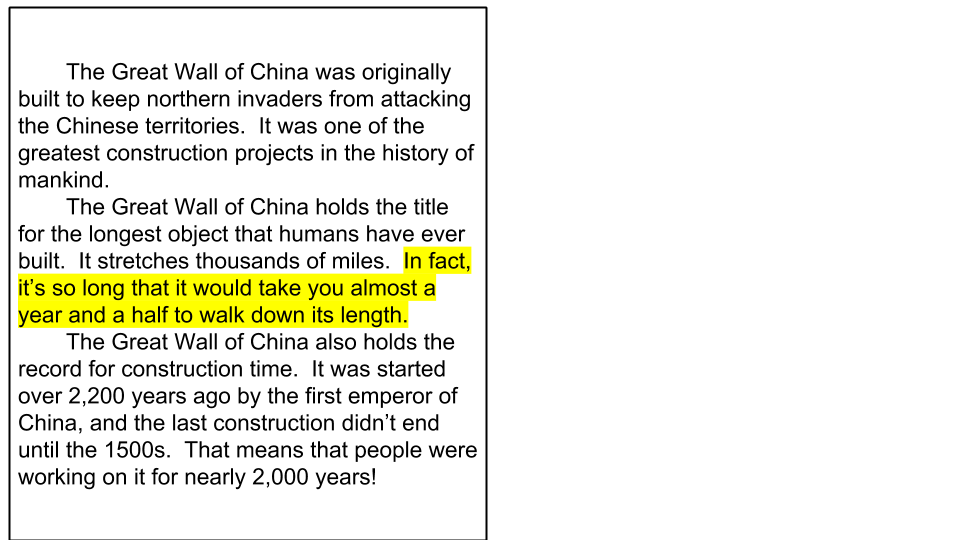 The Great Wall of China was originally
built to keep northern invaders from attacking
the Chinese territories.  It was one of the
greatest construction projects in the history of
mankind.
The Great Wall of China holds the title
for the longest object that humans have ever
built.  It stretches thousands of miles.  In fact,
it’s so long that it would take you almost a
year and a half to walk down its length.
The Great Wall of China also holds the
record for construction time.  It was started
over 2,200 years ago by the first emperor of
China, and the last construction didn’t end
until the 1500s.  That means that people were
working on it for nearly 2,000 years!